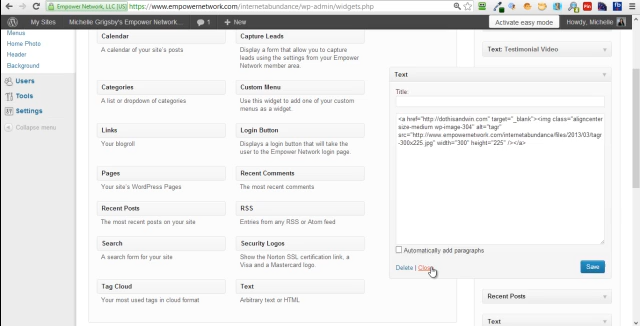 Empower Network, LLC [US] https://www.empowernetwork.com/internetabundance/wp-admin/widgets.php
My Sites Michelle Grigsby's Empower Network... 1 + New Activate easy mode Howdy, Michelle
Menus
Home Photo
Header
Background
Users
Tools
Settings
Collapse menu
Calendar
A calendar of your site's posts
Capture Leads
Display a form that allow you to capture
leads using the settings from your Empower
Network member area.
Categories
A list or dropdown of categories
Custom Menu
Use this widget to add one of your custom
menus as a widget
Links
Your blogroll
Login Button
Displays a login button that will take the
user to the Empower Network login page.
Pages
Your site's WordPress Pages
Recent Comments
The most recent comments
Recent Posts
The most recent posts on your site
RSS
Entries from any RSS or Atom feed
Search
A search form for your site
Security Logos
Show the Norton SSL certification link, a
Visa and a Mastercard logo.
Tag Cloud
Your most used tags in cloud format
Text
Arbitrary text or HTML
Text: Testimonial Video
Text
Title:
<a href="http://dothisandwin.com" target="_blank"><img class="aligncenter
size-medium wp-image-304" alt="tagr"
src="http://www.empowernetwork.com/internetabundance/files/2013/03/tagr
-300x225.jpg" width="300" height="225" /></a>
Automatically add paragraphs
Delete | Close
Save
Recent Posts
Text